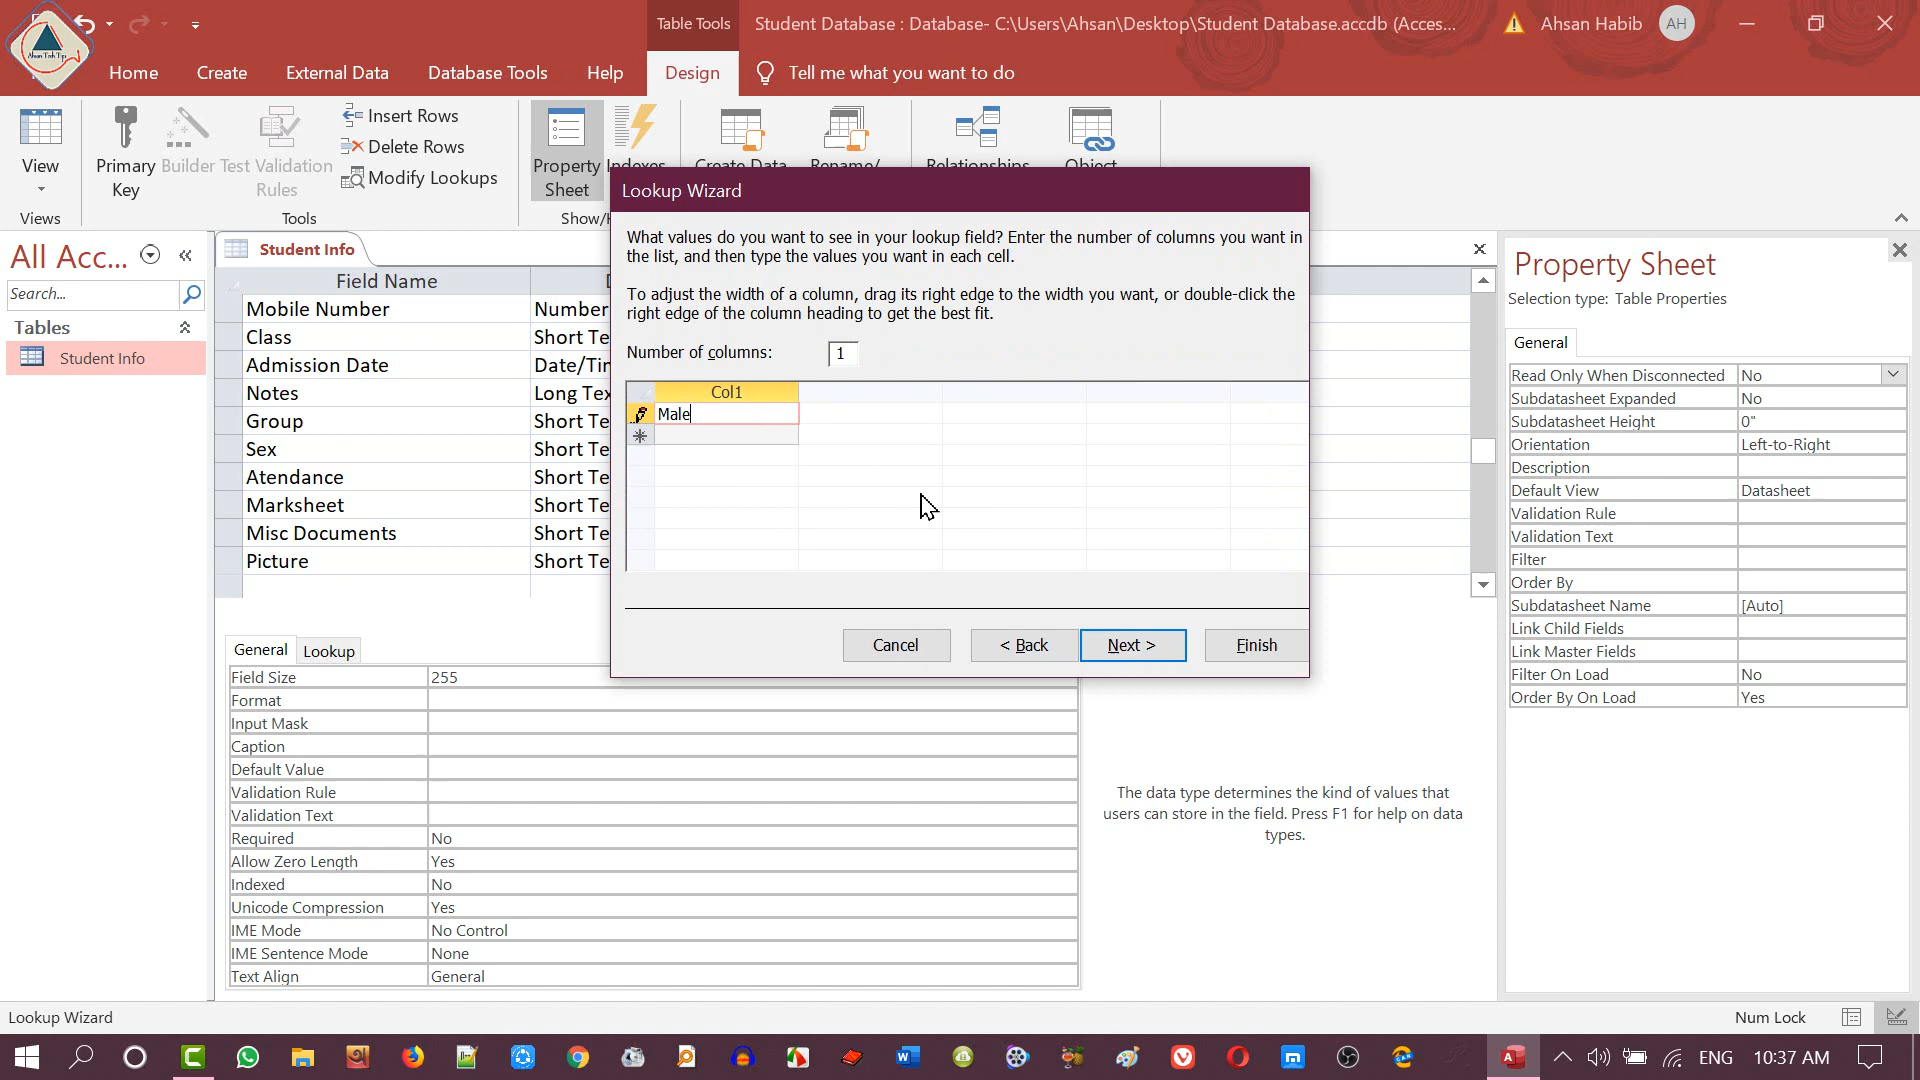 Table Tools
Student Database : Database- C:\Users\Ahsan\Desktop\Student Database.accdb (Acces...
Ahsan Habib
AH
Ahsan Tech Tips
Home
Create
External Data
Database Tools
Help
Design
Tell me what you want to do
View
Primary Key
Builder
Test Validation Rules
Insert Rows
Delete Rows
Modify Lookups
Property Sheet
Indexes
Create Data
Rename/
Relationships
Object
Views
Tools
Show/H
All Acc...
Search...
Tables
Student Info
Student Info
Field Name
D
Mobile Number
Number
Class
Short Te
Admission Date
Date/Tin
Notes
Long Tex
Group
Short Te
Sex
Short Te
Atendance
Short Te
Marksheet
Short Te
Misc Documents
Short Te
Picture
Short Te
Lookup Wizard
What values do you want to see in your lookup field? Enter the number of columns you want in
the list, and then type the values you want in each cell.
To adjust the width of a column, drag its right edge to the width you want, or double-click the
right edge of the column heading to get the best fit.
Number of columns:
1
Col1
Male
Cancel
< Back
Next >
Finish
General
Lookup
Field Size
255
Format
Input Mask
Caption
Default Value
Validation Rule
Validation Text
Required
No
Allow Zero Length
Yes
Indexed
No
Unicode Compression
Yes
IME Mode
No Control
IME Sentence Mode
None
Text Align
General
The data type determines the kind of values that
users can store in the field. Press F1 for help on data
types.
Property Sheet
Selection type: Table Properties
General
Read Only When Disconnected
No
Subdatasheet Expanded
No
Subdatasheet Height
0"
Orientation
Left-to-Right
Description
Default View
Datasheet
Validation Rule
Validation Text
Filter
Order By
Subdatasheet Name
[Auto]
Link Child Fields
Link Master Fields
Filter On Load
No
Order By On Load
Yes
Lookup Wizard
Num Lock
ENG
10:37 AM